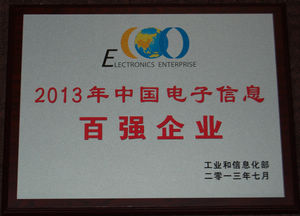 ELECTRONICS ENTERPRISE
2013年中国电子信息
百强企业
工业和信息化部
二零一三年七月